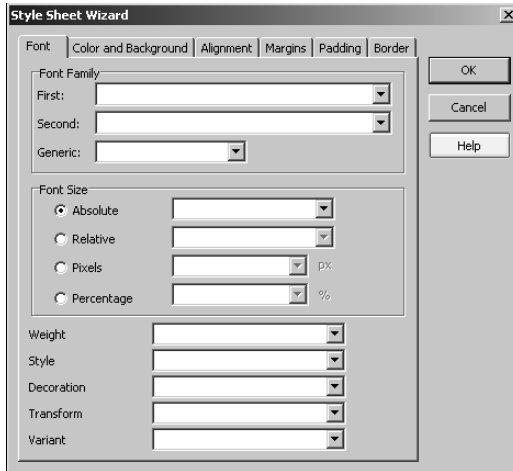 Style Sheet Wizard
Font Color and Background Alignment Margins Padding Border
Font Family
First:
Second:
Generic:
Font Size
Absolute
Relative
Pixels px
Percentage %
Weight
Style
Decoration
Transform
Variant
OK
Cancel
Help